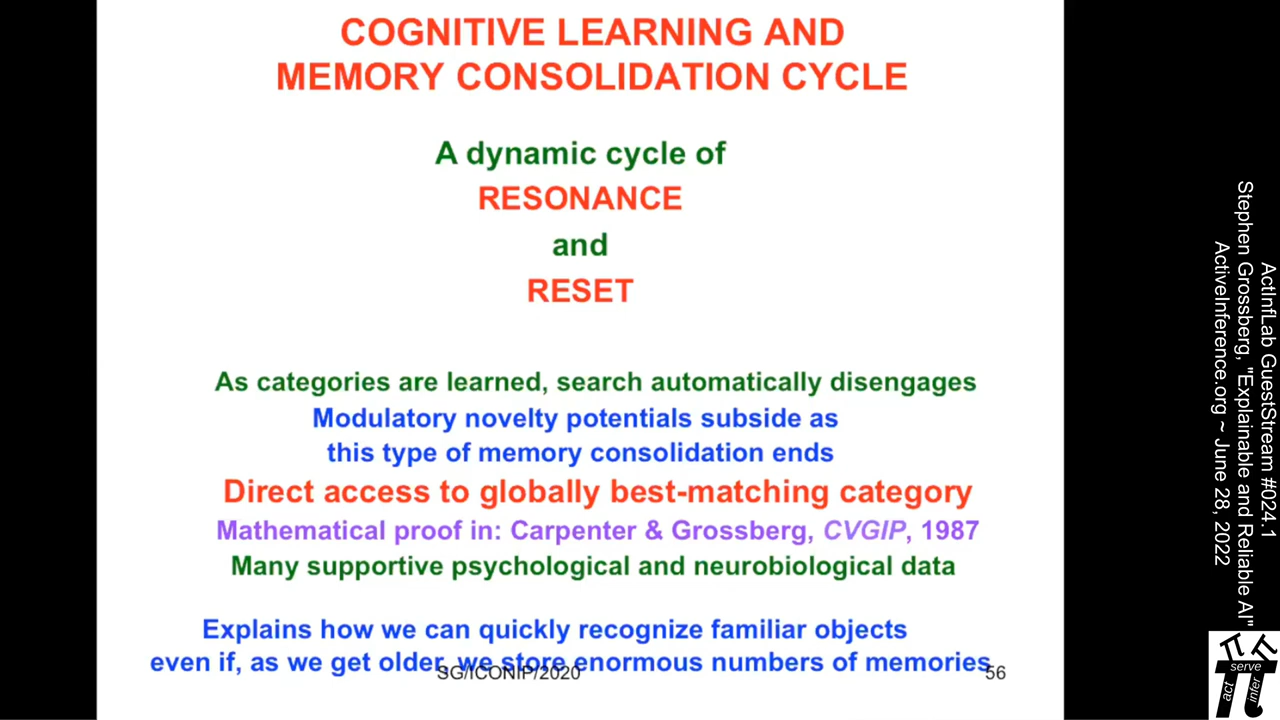 COGNITIVE LEARNING AND
MEMORY CONSOLIDATION CYCLE
A dynamic cycle of
RESONANCE
and
RESET
As categories are learned, search automatically disengages
Modulatory novelty potentials subside as
this type of memory consolidation ends
Direct access to globally best-matching category
Mathematical proof in: Carpenter & Grossberg, CVGIP, 1987
Many supportive psychological and neurobiological data
Explains how we can quickly recognize familiar objects
even if, as we get older, we store enormous numbers of memories
SG/ICONIP/2020
56
ActInfLab GuestStream #024.1
Stephen Grossberg, "Explainable and Reliable AI"
ActiveInference.org ~ June 28, 2022
serve
act
infer